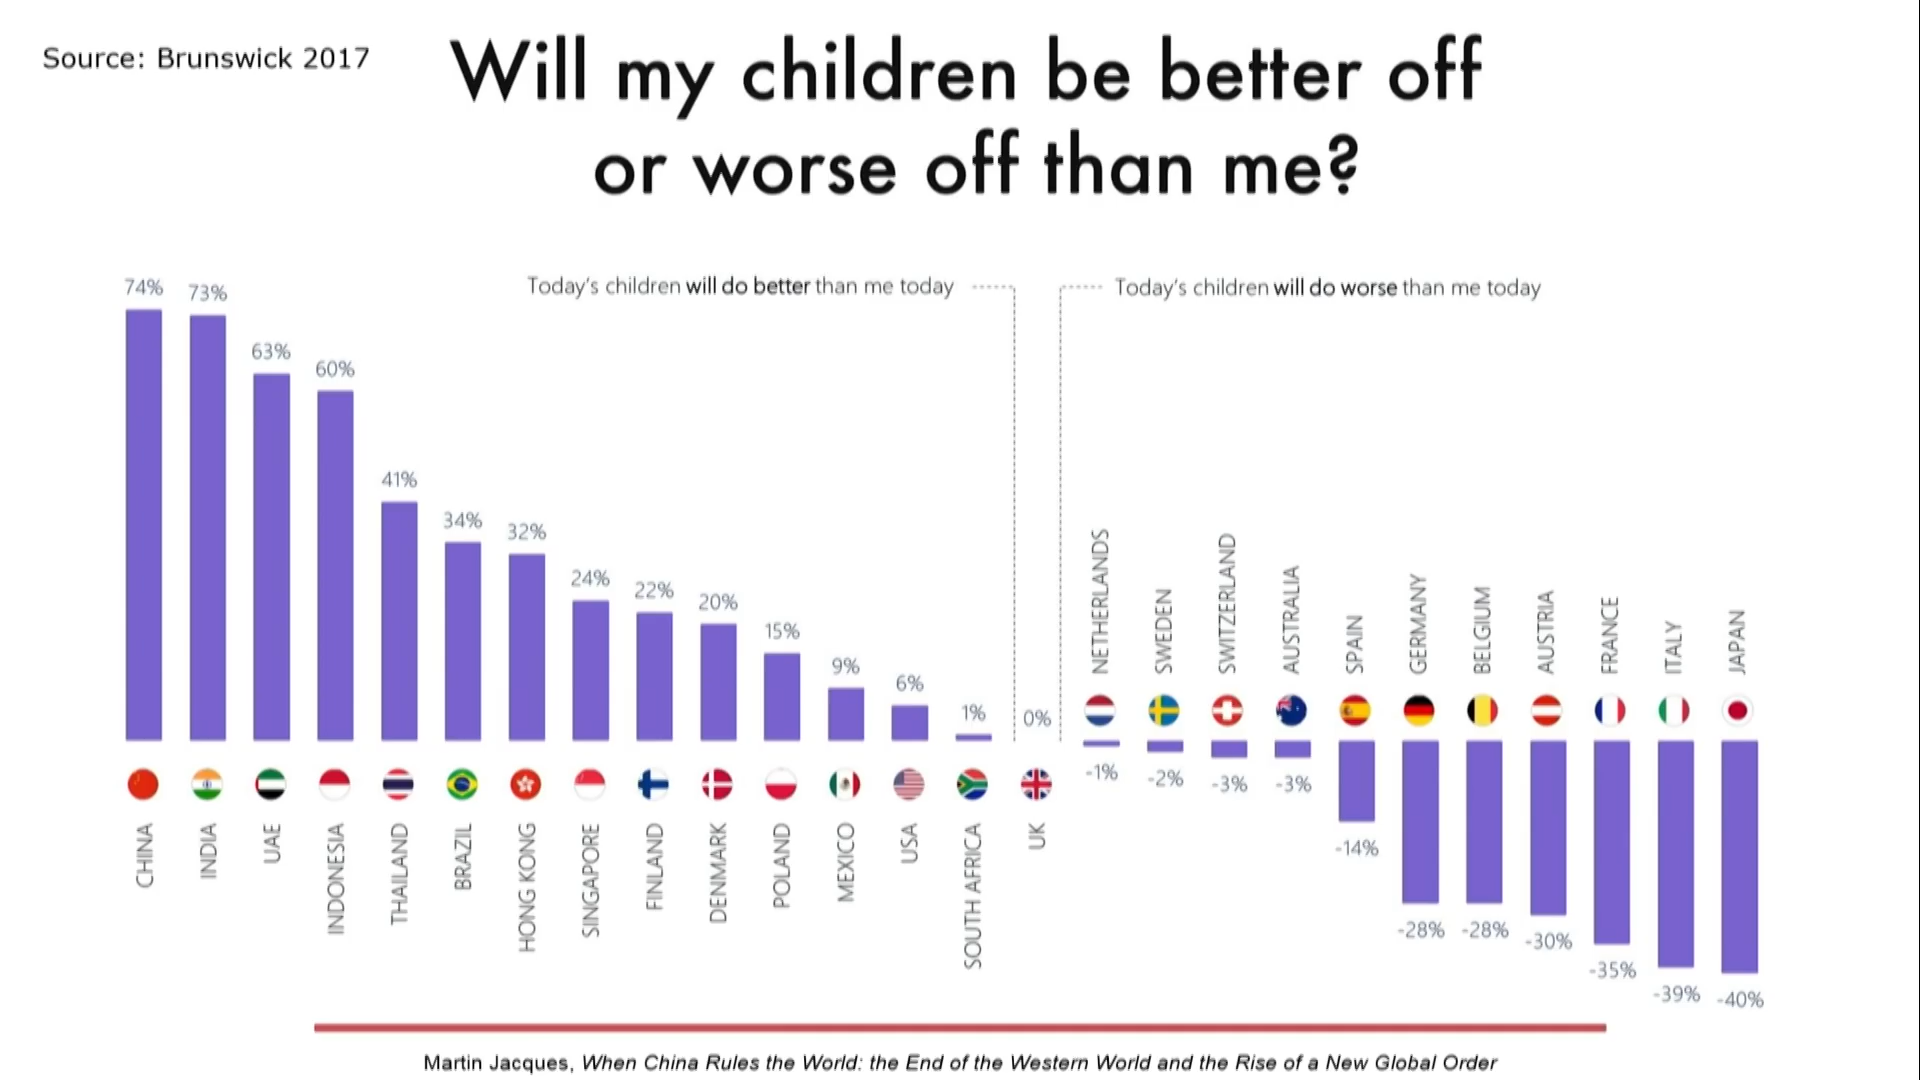 Source: Brunswick 2017
Will my children be better off
or worse off than me?
Today's children will do better than me today
Today's children will do worse than me today
74%
73%
63%
60%
41%
34%
32%
24%
22%
20%
15%
9%
6%
1%
0%
CHINA
INDIA
UAE
INDONESIA
THAILAND
BRAZIL
HONG KONG
SINGAPORE
FINLAND
DENMARK
POLAND
MEXICO
USA
SOUTH AFRICA
UK
NETHERLANDS
SWEDEN
SWITZERLAND
AUSTRALIA
SPAIN
GERMANY
BELGIUM
AUSTRIA
FRANCE
ITALY
JAPAN
-1%
-2%
-3%
-3%
-14%
-28%
-28%
-30%
-35%
-39%
-40%
Martin Jacques, When China Rules the World: the End of the Western World and the Rise of a New Global Order